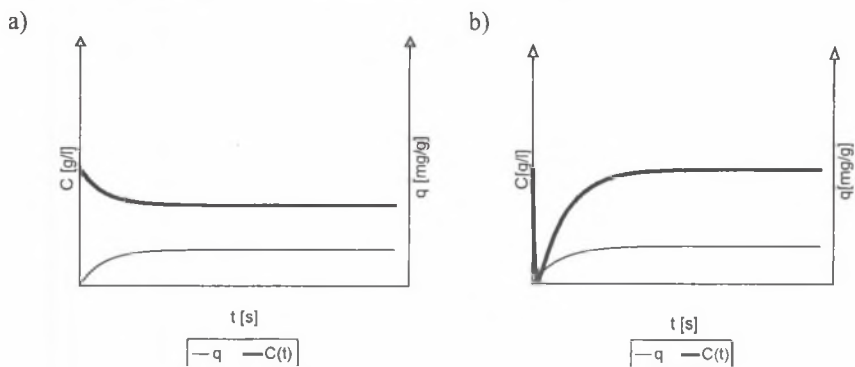 a)
C [g/l]
q [mg/g]
t [s]
q C(t)
b)
C[g/l]
q[mg/g]
t [s]
q C(t)